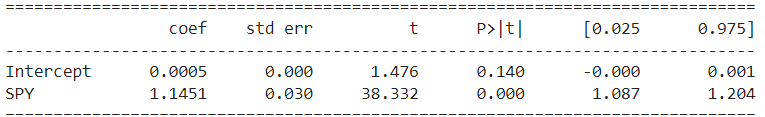 coef std err t P>|t| [0.025 0.975]
Intercept 0.0005 0.000 1.476 0.140 -0.000 0.001
SPY 1.1451 0.030 38.332 0.000 1.087 1.204